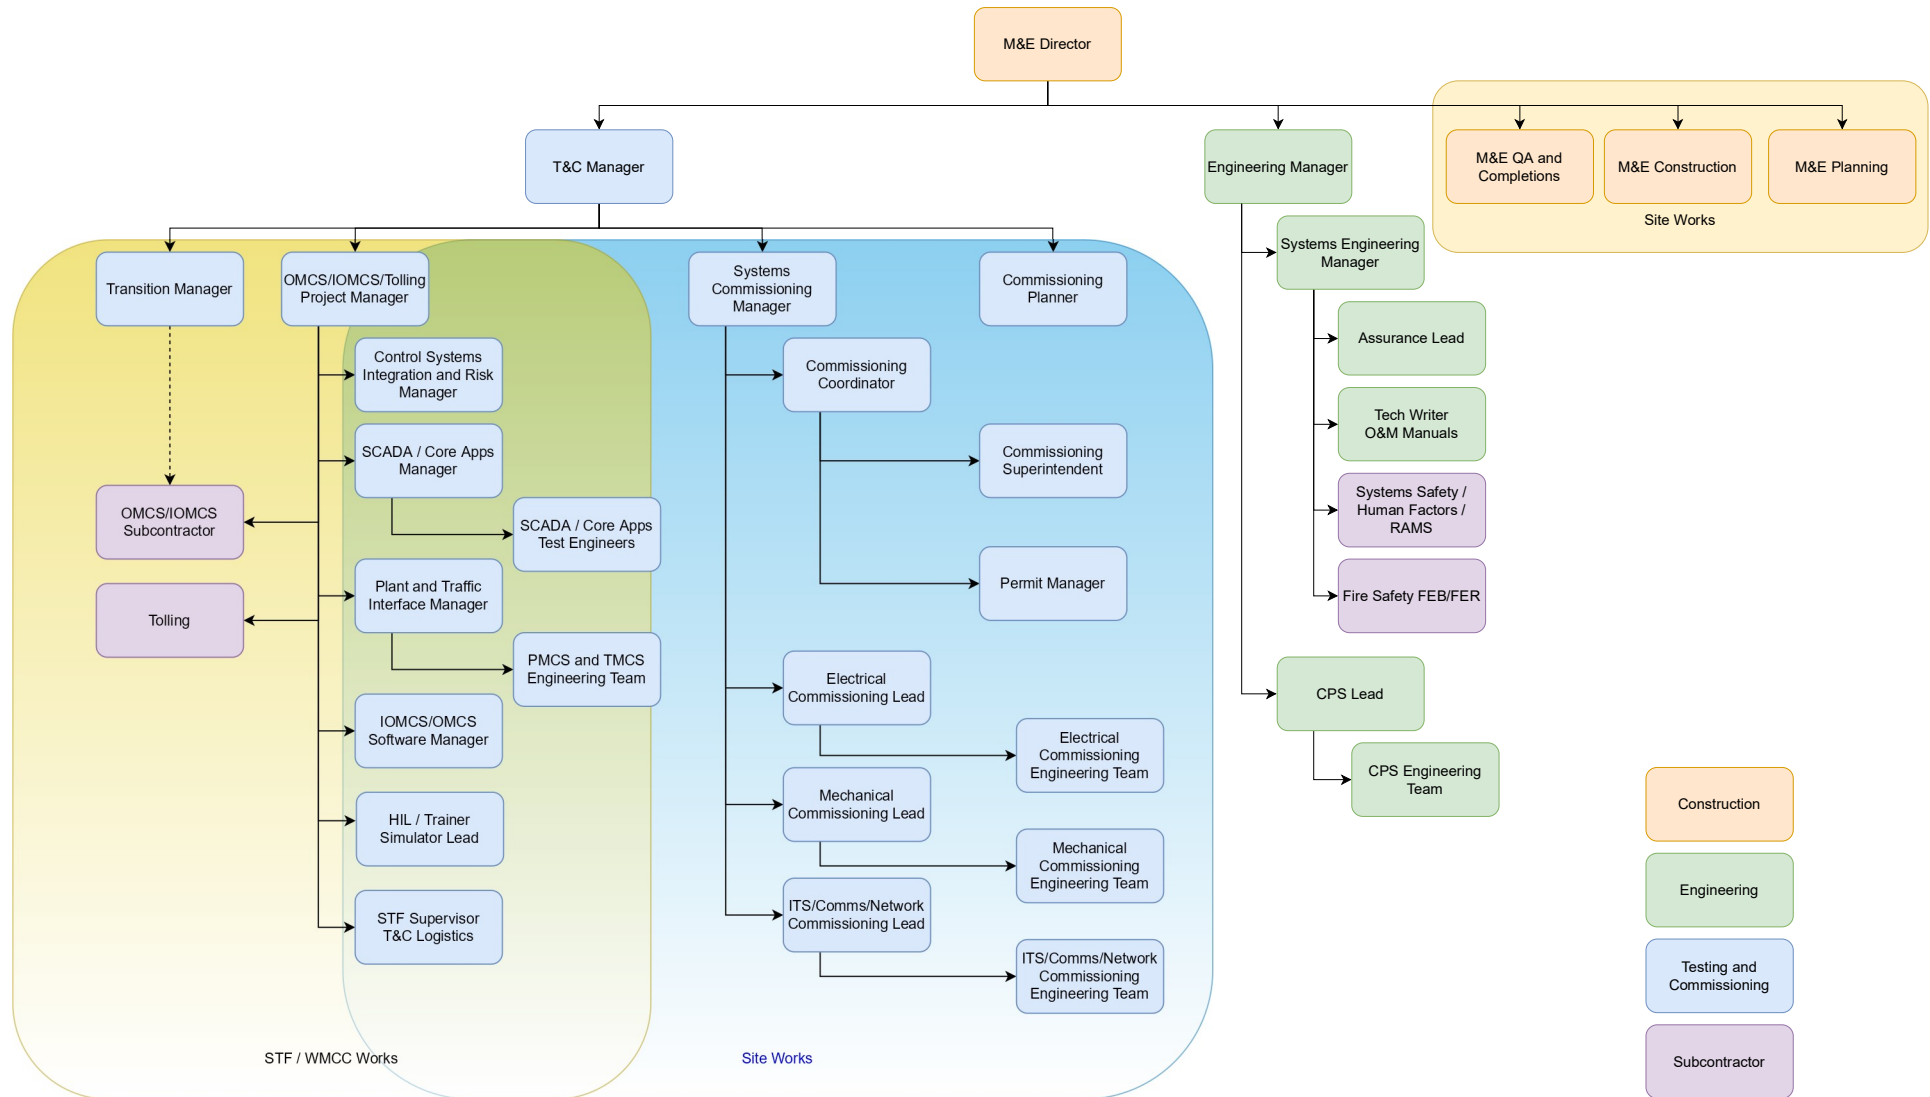 M&E Director
T&C Manager
Engineering Manager
M&E QA and
Completions
M&E Construction
M&E Planning
Site Works
Transition Manager
OMCS/IOMCS/Tolling
Project Manager
Systems
Commissioning
Manager
Commissioning
Planner
Systems Engineering
Manager
Control Systems
Integration and Risk
Manager
Commissioning
Coordinator
Assurance Lead
SCADA / Core Apps
Manager
Commissioning
Superintendent
Tech Writer
O&M Manuals
OMCS/IOMCS
Subcontractor
SCADA / Core Apps
Test Engineers
Systems Safety /
Human Factors /
RAMS
Tolling
Plant and Traffic
Interface Manager
Permit Manager
Fire Safety FEB/FER
PMCS and TMCS
Engineering Team
Electrical
Commissioning Lead
CPS Lead
IOMCS/OMCS
Software Manager
Electrical
Commissioning
Engineering Team
CPS Engineering
Team
HIL / Trainer
Simulator Lead
Mechanical
Commissioning Lead
Mechanical
Commissioning
Engineering Team
STF Supervisor
T&C Logistics
ITS/Comms/Network
Commissioning Lead
ITS/Comms/Network
Commissioning
Engineering Team
STF / WMCC Works
Site Works
Construction
Engineering
Testing and
Commissioning
Subcontractor